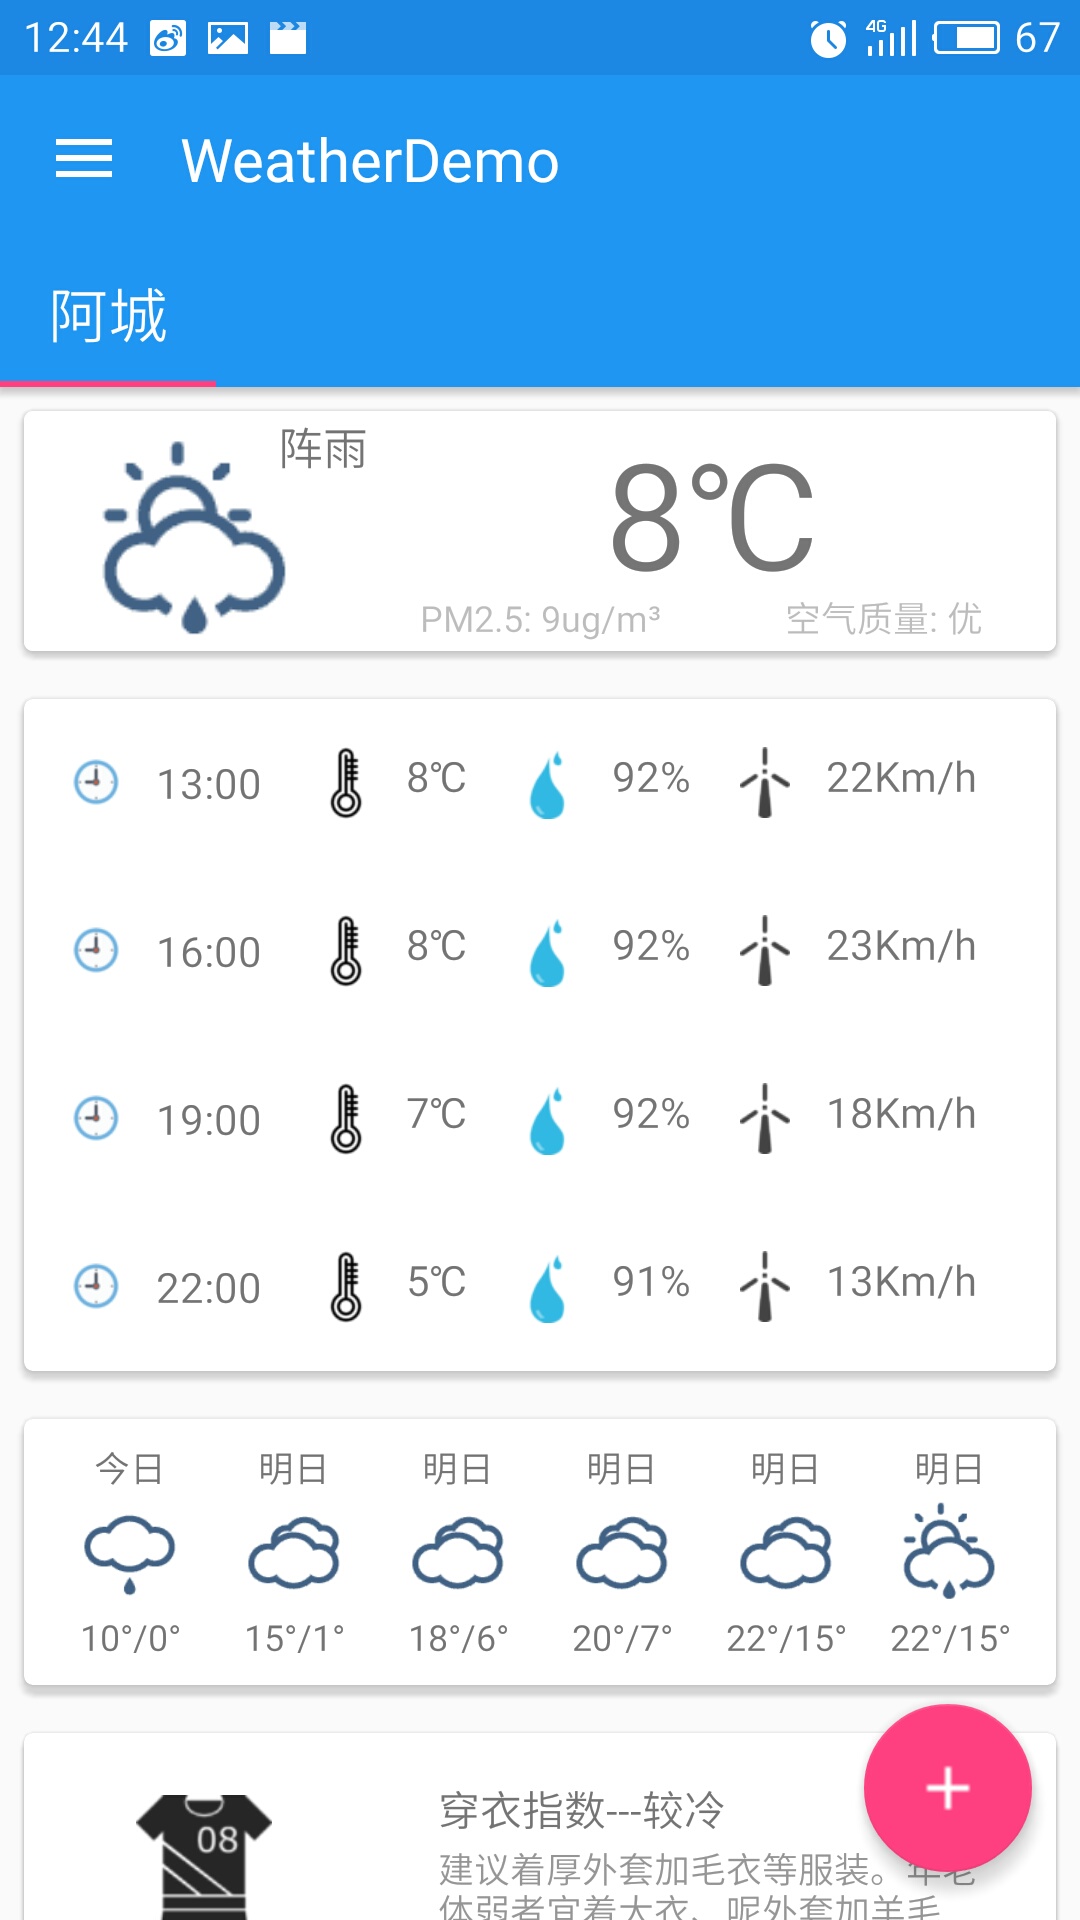 12:44 4G 67
WeatherDemo
阿城
阵雨
8℃
PM2.5: 9ug/m³ 空气质量: 优
13:00 8℃ 92% 22Km/h
16:00 8℃ 92% 23Km/h
19:00 7℃ 92% 18Km/h
22:00 5℃ 91% 13Km/h
今日 明日 明日 明日 明日 明日
10°/0° 15°/1° 18°/6° 20°/7° 22°/15° 22°/15°
08
穿衣指数---较冷
建议着厚外套加毛衣等服装。年老
体弱者宜着大衣、呢外套加羊毛